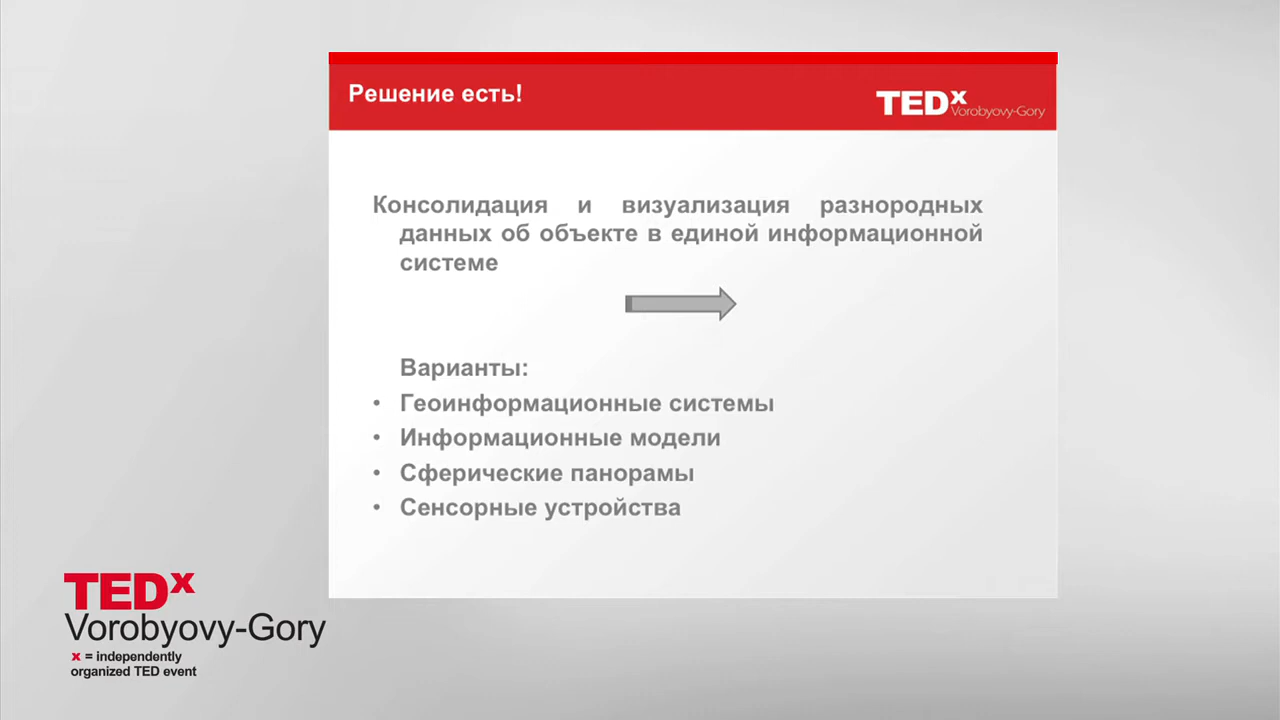 Решение есть!
TEDx
Vorobyovy-Gory
Консолидация и визуализация разнородных
данных об объекте в единой информационной
системе
Варианты:
• Геоинформационные системы
• Информационные модели
• Сферические панорамы
• Сенсорные устройства
TEDx
Vorobyovy-Gory
x = independently
organized TED event